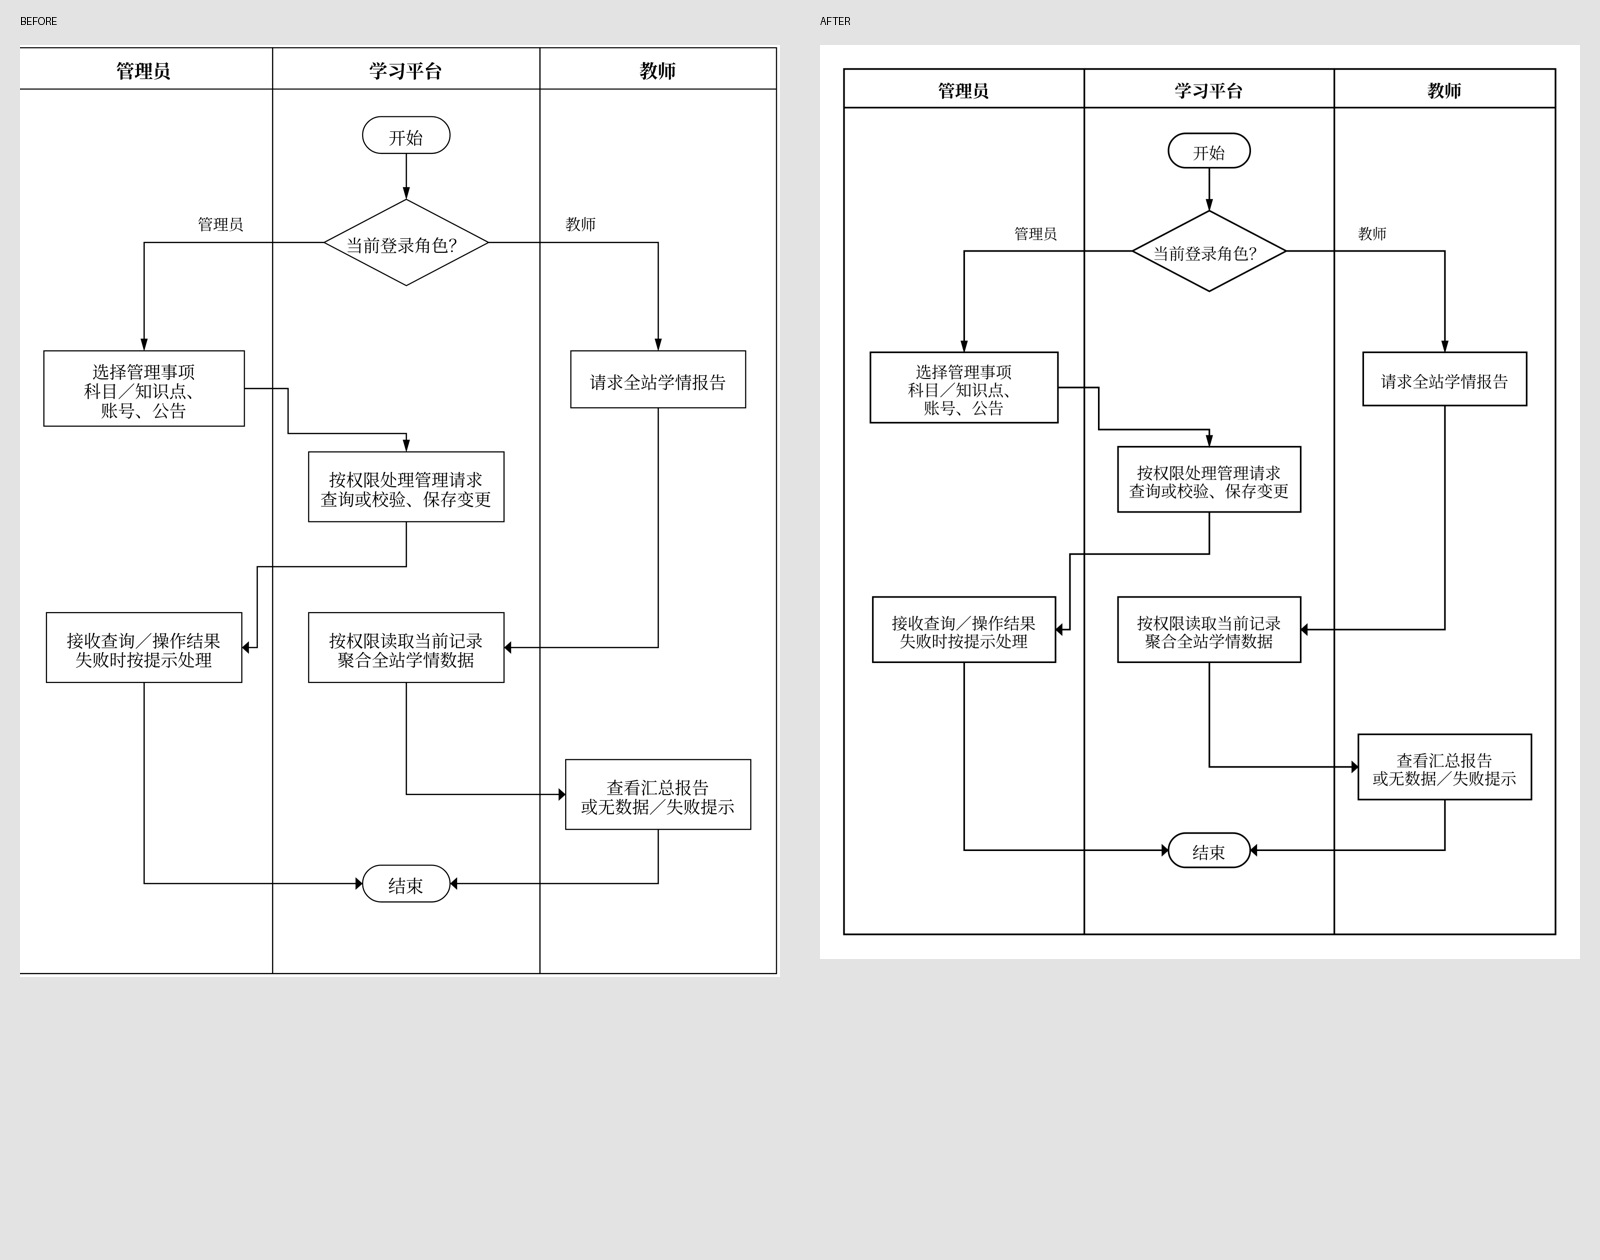 BEFORE
管理员
学习平台
教师
开始
管理员
教师
当前登录角色？
选择管理事项
科目／知识点、
账号、公告
请求全站学情报告
按权限处理管理请求
查询或校验、保存变更
接收查询／操作结果
失败时按提示处理
按权限读取当前记录
聚合全站学情数据
查看汇总报告
或无数据／失败提示
结束
AFTER
管理员
学习平台
教师
开始
管理员
教师
当前登录角色？
选择管理事项
科目／知识点、
账号、公告
请求全站学情报告
按权限处理管理请求
查询或校验、保存变更
接收查询／操作结果
失败时按提示处理
按权限读取当前记录
聚合全站学情数据
查看汇总报告
或无数据／失败提示
结束